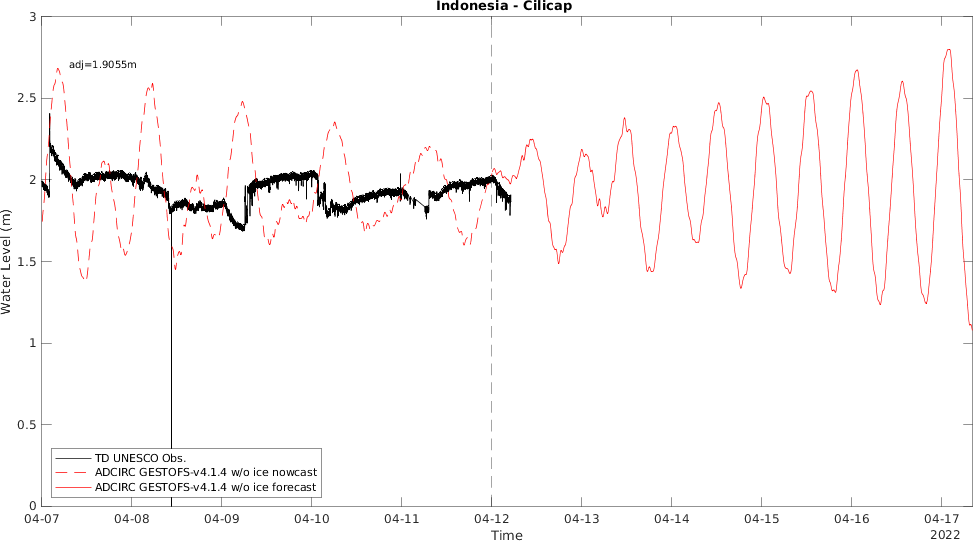 Indonesia - Cilicap
adj=1.9055m
3
2.5
2
1.5
1
0.5
0
Water Level (m)
TD UNESCO Obs.
ADCIRC GESTOFS-v4.1.4 w/o ice nowcast
ADCIRC GESTOFS-v4.1.4 w/o ice forecast
04-07 04-08 04-09 04-10 04-11 04-12 04-13 04-14 04-15 04-16 04-17
Time
2022